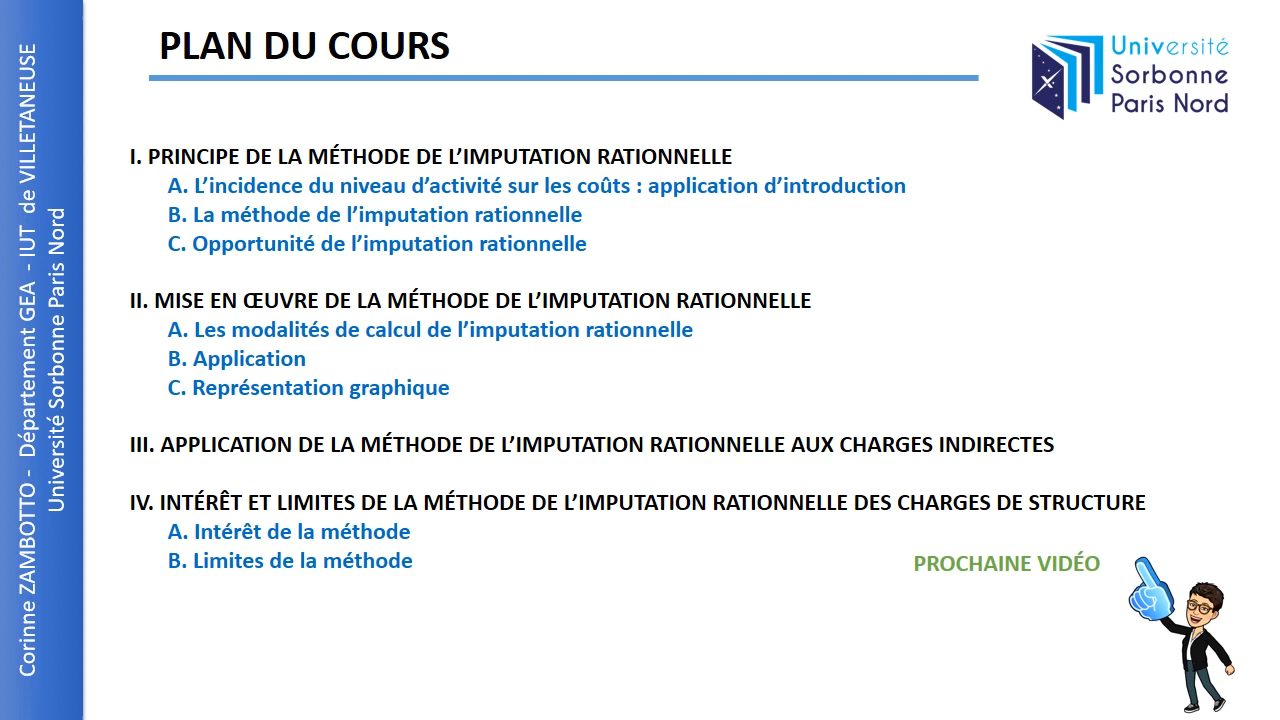 PLAN DU COURS
Université
Sorbonne
Paris Nord
Corinne ZAMBOTTO - Département GEA - IUT de VILLETANEUSE
Université Sorbonne Paris Nord
I. PRINCIPE DE LA MÉTHODE DE L’IMPUTATION RATIONNELLE
A. L’incidence du niveau d’activité sur les coûts : application d’introduction
B. La méthode de l’imputation rationnelle
C. Opportunité de l’imputation rationnelle
II. MISE EN ŒUVRE DE LA MÉTHODE DE L’IMPUTATION RATIONNELLE
A. Les modalités de calcul de l’imputation rationnelle
B. Application
C. Représentation graphique
III. APPLICATION DE LA MÉTHODE DE L’IMPUTATION RATIONNELLE AUX CHARGES INDIRECTES
IV. INTÉRÊT ET LIMITES DE LA MÉTHODE DE L’IMPUTATION RATIONNELLE DES CHARGES DE STRUCTURE
A. Intérêt de la méthode
B. Limites de la méthode
PROCHAINE VIDÉO